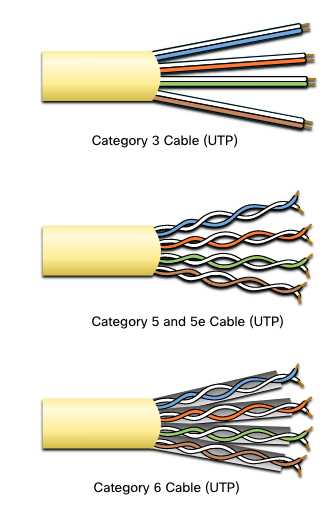 Category 3 Cable (UTP)
Category 5 and 5e Cable (UTP)
Category 6 Cable (UTP)